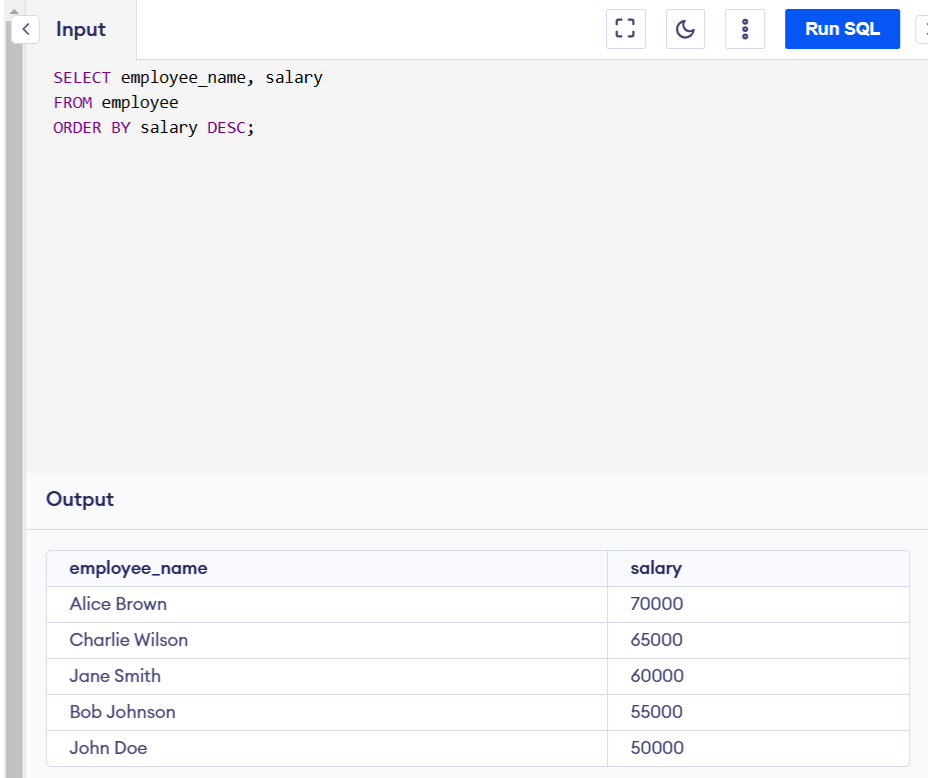 Input
Run SQL
SELECT employee_name, salary
FROM employee
ORDER BY salary DESC;
Output
employee_name salary
Alice Brown 70000
Charlie Wilson 65000
Jane Smith 60000
Bob Johnson 55000
John Doe 50000